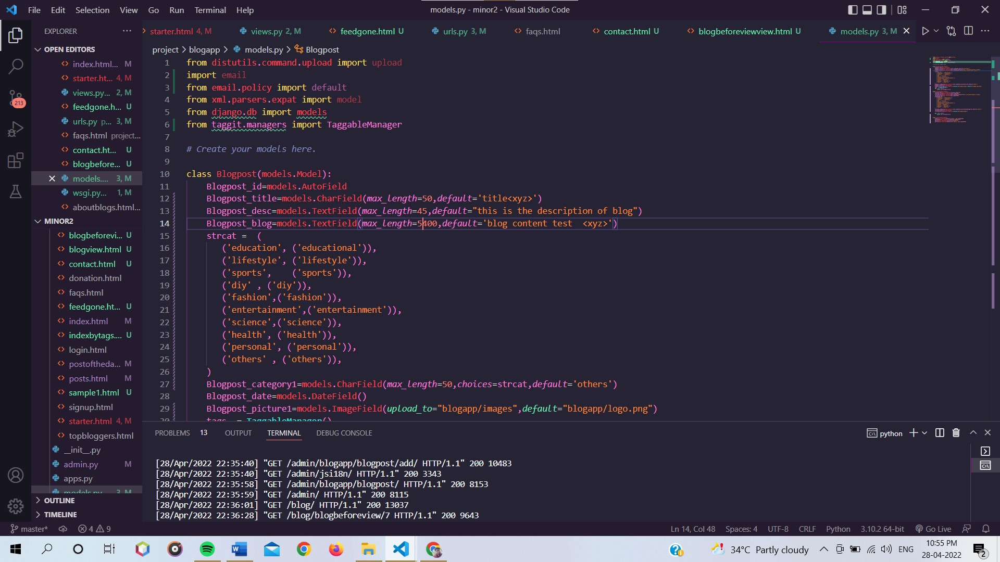 File Edit Selection View Go Run Terminal Help models.py - minor2 - Visual Studio Code
EXPLORER
OPEN EDITORS
index.html... M
starter.ht... 4, M
views.py... 2, M
feedgone.h... U
urls.py p... 3, M
faqs.html project...
contact.ht... U
blogbefore... U
models.... 3, M
wsgi.py... 1, M
aboutblogs.html...
213
MINOR2
blogbeforevi... U
blogview.html U
contact.html U
donation.html
faqs.html
feedgone.ht... U
index.html M
indexbytags.... U
login.html
postoftheda... M
posts.html M
sample1.html U
signup.html
starter.html 4, M
topbloggers.html
__init__.py
admin.py M
apps.py
models.py 3, M
OUTLINE
TIMELINE
starter.html 4, M views.py 2, M feedgone.html U urls.py 3, M faqs.html contact.html U blogbeforeviewview.html U models.py 3, M
project > blogapp > models.py > Blogpost
1 from distutils.command.upload import upload
2 import email
3 from email.policy import default
4 from xml.parsers.expat import model
5 from django.db import models
6 from taggit.managers import TaggableManager
7
8 # Create your models here.
9
10 class Blogpost(models.Model):
11 Blogpost_id=models.AutoField
12 Blogpost_title=models.CharField(max_length=50,default='title<xyz>')
13 Blogpost_desc=models.TextField(max_length=45,default="this is the description of blog")
14 Blogpost_blog=models.TextField(max_length=5400,default='blog content test  <xyz>')
15 strcat =  (
16 ('education', ('educational')),
17 ('lifestyle', ('lifestyle')),
18 ('sports',    ('sports')),
19 ('diy' , ('diy')),
20 ('fashion',('fashion')),
21 ('entertainment',('entertainment')),
22 ('science',('science')),
23 ('health', ('health')),
24 ('personal', ('personal')),
25 ('others' , ('others')),
26 )
27 Blogpost_category1=models.CharField(max_length=50,choices=strcat,default='others')
28 Blogpost_date=models.DateField()
29 Blogpost_picture1=models.ImageField(upload_to="blogapp/images",default="blogapp/logo.png")
30 tags  = TaggableManager()
PROBLEMS 13 OUTPUT TERMINAL DEBUG CONSOLE python
[28/Apr/2022 22:35:40] "GET /admin/blogapp/blogpost/add/ HTTP/1.1" 200 10483
[28/Apr/2022 22:35:40] "GET /admin/jsi18n/ HTTP/1.1" 200 3343
[28/Apr/2022 22:35:58] "GET /admin/blogapp/blogpost/ HTTP/1.1" 200 8153
[28/Apr/2022 22:35:59] "GET /admin/ HTTP/1.1" 200 8115
[28/Apr/2022 22:36:01] "GET /blog/ HTTP/1.1" 200 13037
[28/Apr/2022 22:36:28] "GET /blog/blogbeforeview/7 HTTP/1.1" 200 9643
master* 4 9 Ln 14, Col 48 Spaces: 4 UTF-8 CRLF Python 3.10.2 64-bit Go Live
34°C Partly cloudy ENG 10:55 PM
28-04-2022 2